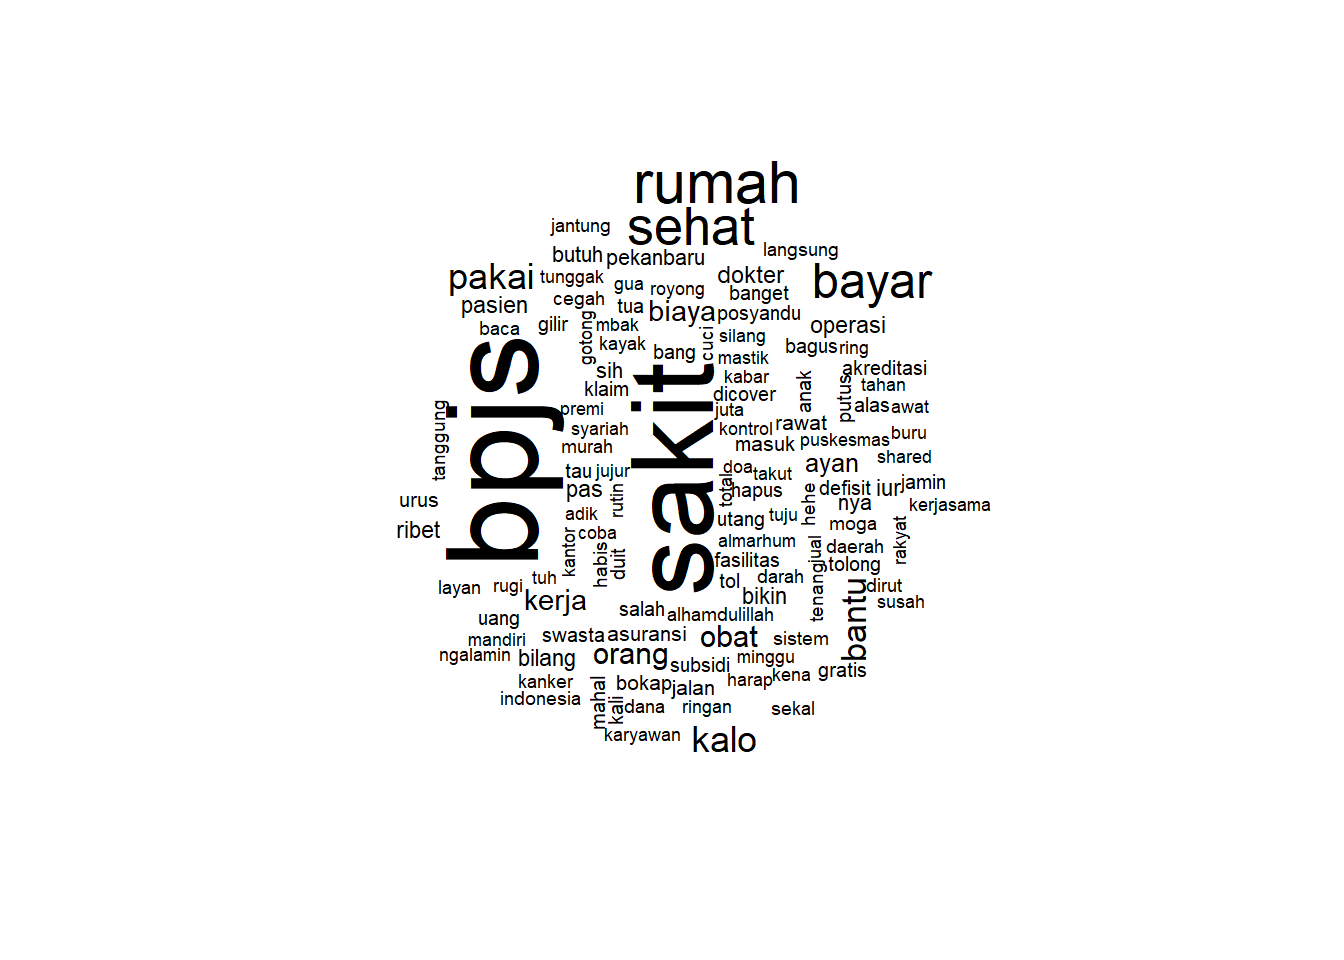 rumah
sehat
jantung
langsung
butuh
pekanbaru
pakai
tunggak
gua
royong
dokter
bayar
banget
pasien
cegah
tua
biaya
posyandu
baca
gilir
gotong
mbak
cuci
silang
operasi
kayak
bang
mastik
bagus
ring
bpjs
sih
sakit
kabar
anak
putus
akreditasi
tahan
klaim
dicover
tanggung
premi
juta
alas
awat
syariah
kontrol
rawat
murah
masuk
puskesmas
buru
tau
jujur
doa
takut
ayan
shared
pas
rutin
total
hapus
hehe
defisit
iur
jamin
urus
nya
kerjasama
adik
utang
tuju
moga
ribet
kantor
coba
almarhum
jual
daerah
rakyat
habis
duit
fasilitas
tolong
layan
rugi
tuh
tol
darah
tenang
dirut
kerja
bikin
bantu
susah
salah
alhamdulillah
uang
mandiri
swasta
asuransi
obat
sistem
ngalamin
bilang
orang
subsidi
minggu
gratis
kanker
bokap
jalan
harap
kena
indonesia
mahal
kali
dana
ringan
sekal
karyawan
kalo